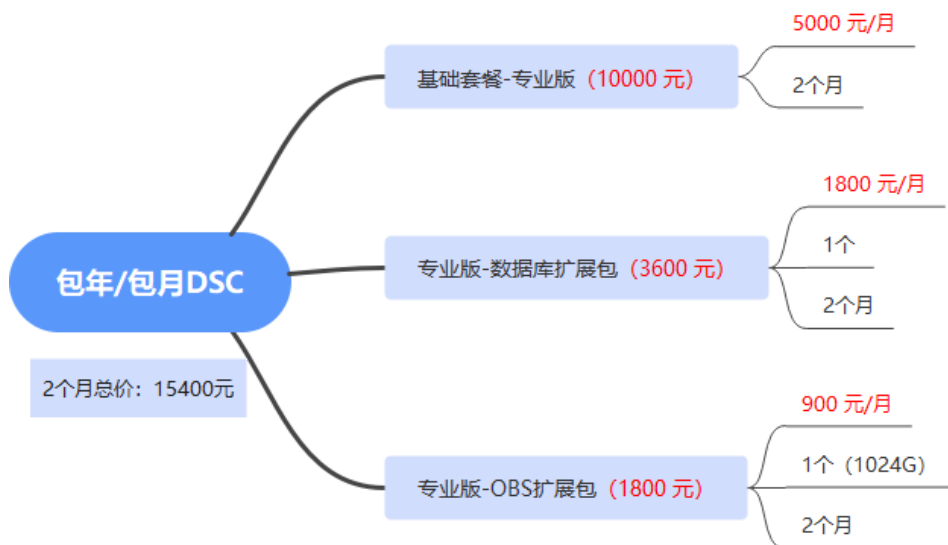 包年/包月DSC
2个月总价：15400元
基础套餐-专业版（10000 元）
5000 元/月
2个月
专业版-数据库扩展包（3600 元）
1800 元/月
1个
2个月
专业版-OBS扩展包（1800 元）
900 元/月
1个（1024G）
2个月